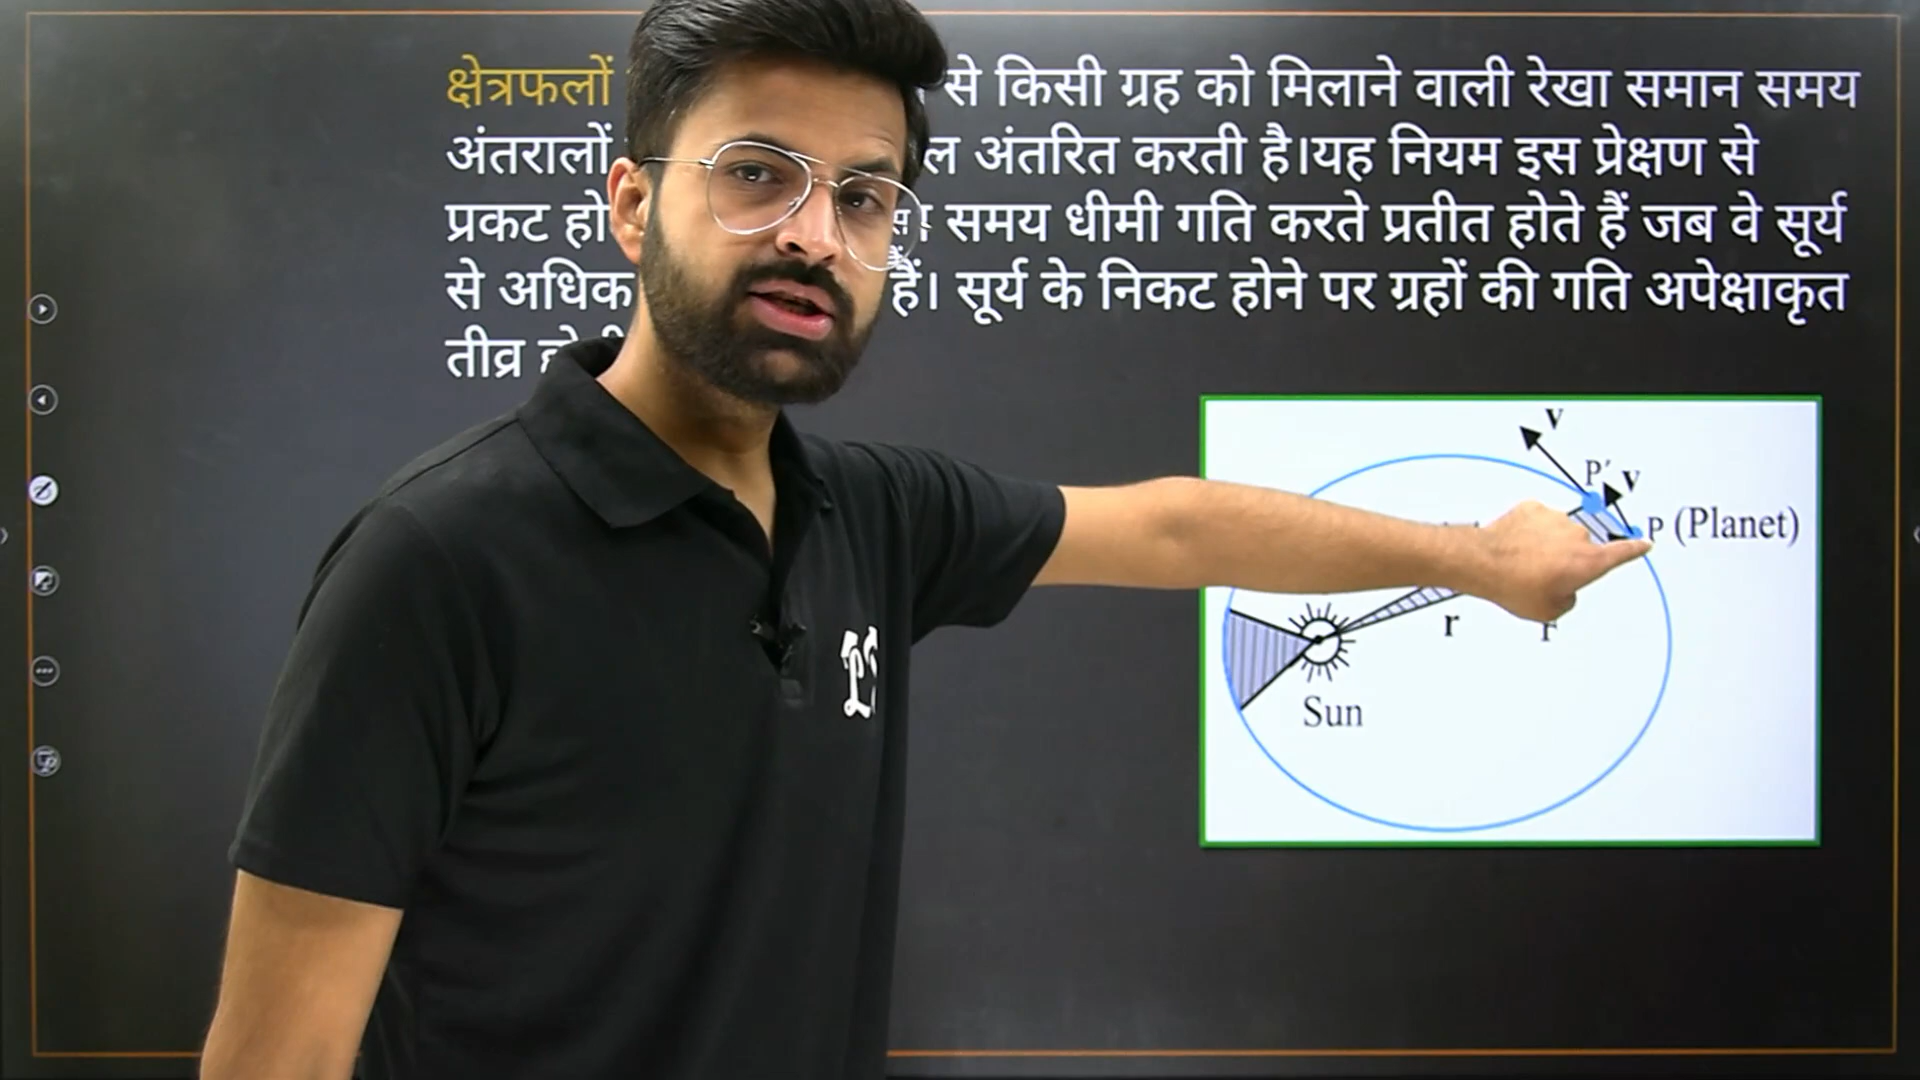 क्षेत्रफलों से किसी ग्रह को मिलाने वाली रेखा समान समय
अंतरालों अंतरित करती है।यह नियम इस प्रेक्षण से
प्रकट समय धीमी गति करते प्रतीत होते हैं जब वे सूर्य
से अधिक हैं। सूर्य के निकट होने पर ग्रहों की गति अपेक्षाकृत
तीव्र
v
P′ v
P (Planet)
r
Sun